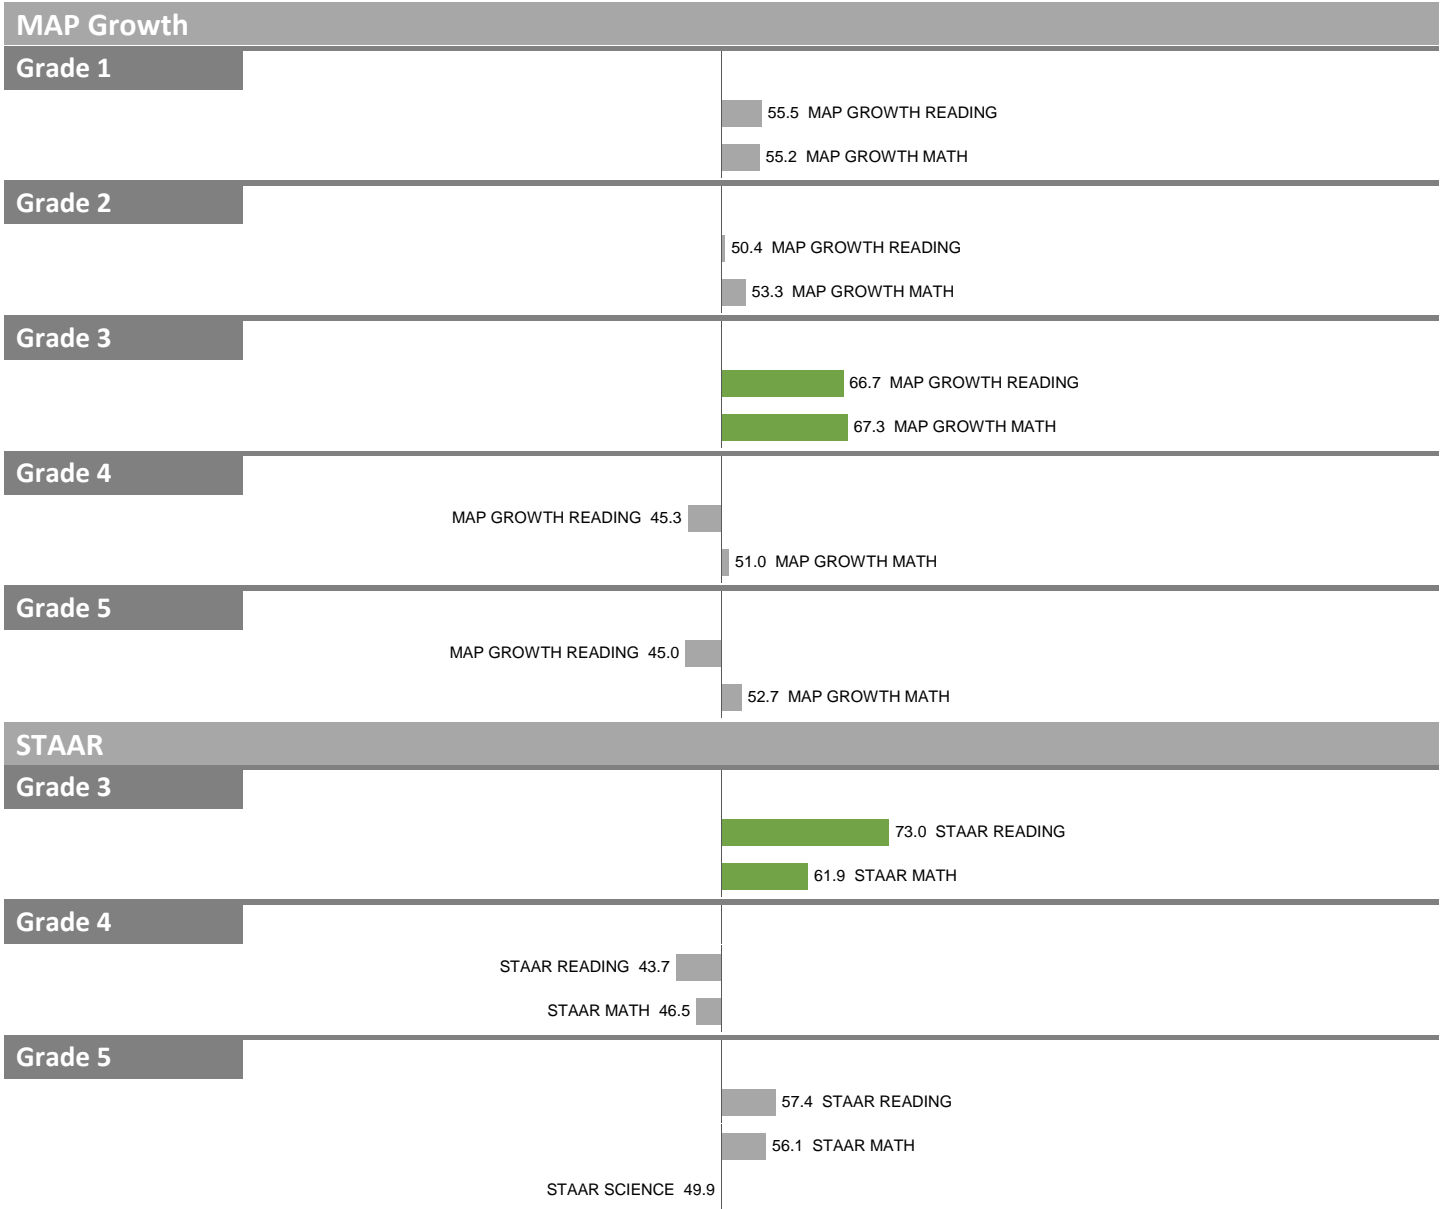 MAP Growth
Grade 1
55.5 MAP GROWTH READING
55.2 MAP GROWTH MATH
Grade 2
50.4 MAP GROWTH READING
53.3 MAP GROWTH MATH
Grade 3
66.7 MAP GROWTH READING
67.3 MAP GROWTH MATH
Grade 4
MAP GROWTH READING 45.3
51.0 MAP GROWTH MATH
Grade 5
MAP GROWTH READING 45.0
52.7 MAP GROWTH MATH
STAAR
Grade 3
73.0 STAAR READING
61.9 STAAR MATH
Grade 4
STAAR READING 43.7
STAAR MATH 46.5
Grade 5
57.4 STAAR READING
56.1 STAAR MATH
STAAR SCIENCE 49.9